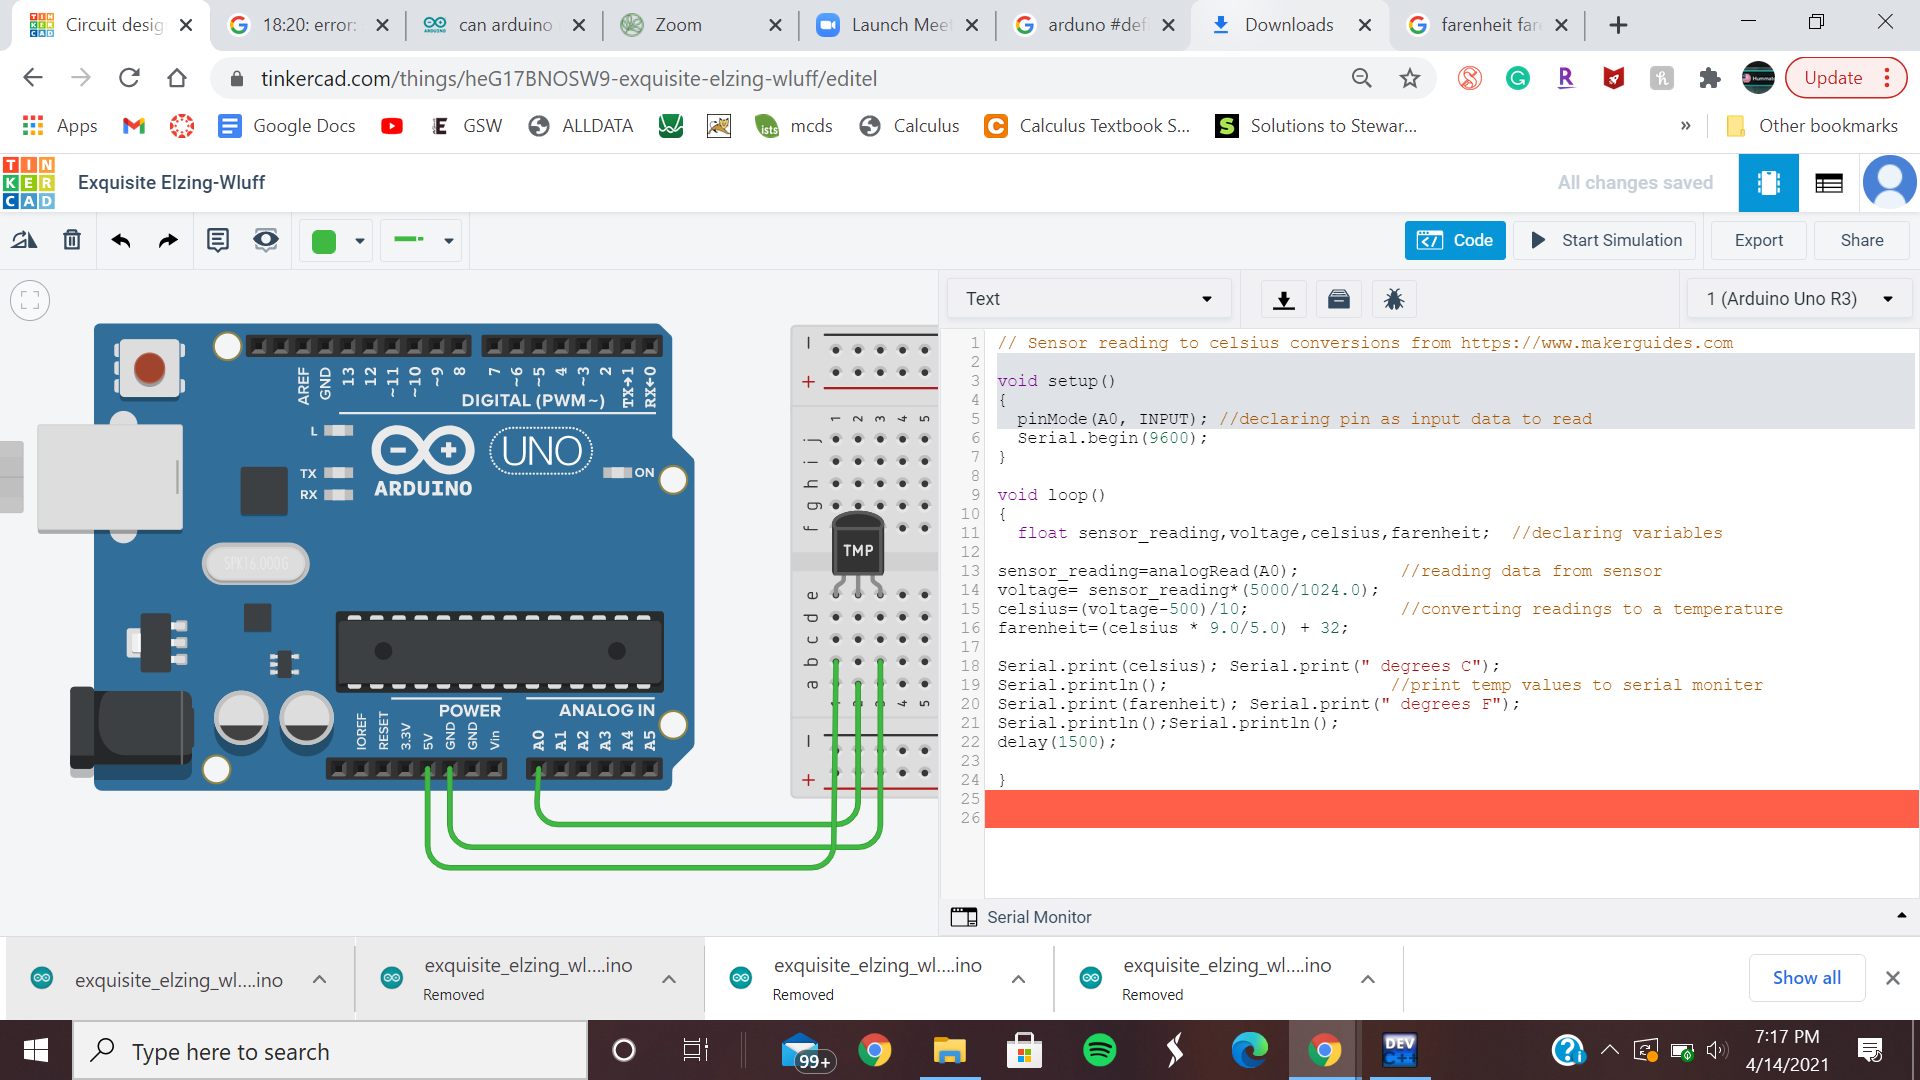 Circuit desig
18:20: error:
can arduino
Zoom
Launch Mee
arduno #defi
Downloads
farenheit fare
tinkercad.com/things/heG17BNOSW9-exquisite-elzing-wluff/editel
Update
Apps
Google Docs
GSW
ALLDATA
ists
mcds
Calculus
Calculus Textbook S...
Solutions to Stewar...
»
Other bookmarks
TIN
KER
CAD
Exquisite Elzing-Wluff
All changes saved
Code
Start Simulation
Export
Share
Text
1 (Arduino Uno R3)
AREF
GND
13
12
~11
~10
~9
8
7
~6
~5
4
~3
2
TX→1
RX←0
DIGITAL (PWM~)
L
TX
RX
ARDUINO
UNO
ON
SPK16.000G
POWER
ANALOG IN
IOREF
RESET
3.3V
5V
GND
GND
Vin
A0
A1
A2
A3
A4
A5
1 2 3 4 5
j
i
h
g
f
TMP
e
d
c
b
a
1 2 3 4 5
1 // Sensor reading to celsius conversions from https://www.makerguides.com
2
3 void setup()
4 {
5 pinMode(A0, INPUT); //declaring pin as input data to read
6 Serial.begin(9600);
7 }
8
9 void loop()
10 {
11 float sensor_reading,voltage,celsius,farenheit; //declaring variables
12
13 sensor_reading=analogRead(A0); //reading data from sensor
14 voltage= sensor_reading*(5000/1024.0);
15 celsius=(voltage-500)/10; //converting readings to a temperature
16 farenheit=(celsius * 9.0/5.0) + 32;
17
18 Serial.print(celsius); Serial.print(" degrees C");
19 Serial.println(); //print temp values to serial moniter
20 Serial.print(farenheit); Serial.print(" degrees F");
21 Serial.println();Serial.println();
22 delay(1500);
23
24 }
25
26
Serial Monitor
exquisite_elzing_wl....ino
exquisite_elzing_wl....ino
Removed
exquisite_elzing_wl....ino
Removed
exquisite_elzing_wl....ino
Removed
Show all
Type here to search
99+
DEV
C++
7:17 PM
4/14/2021